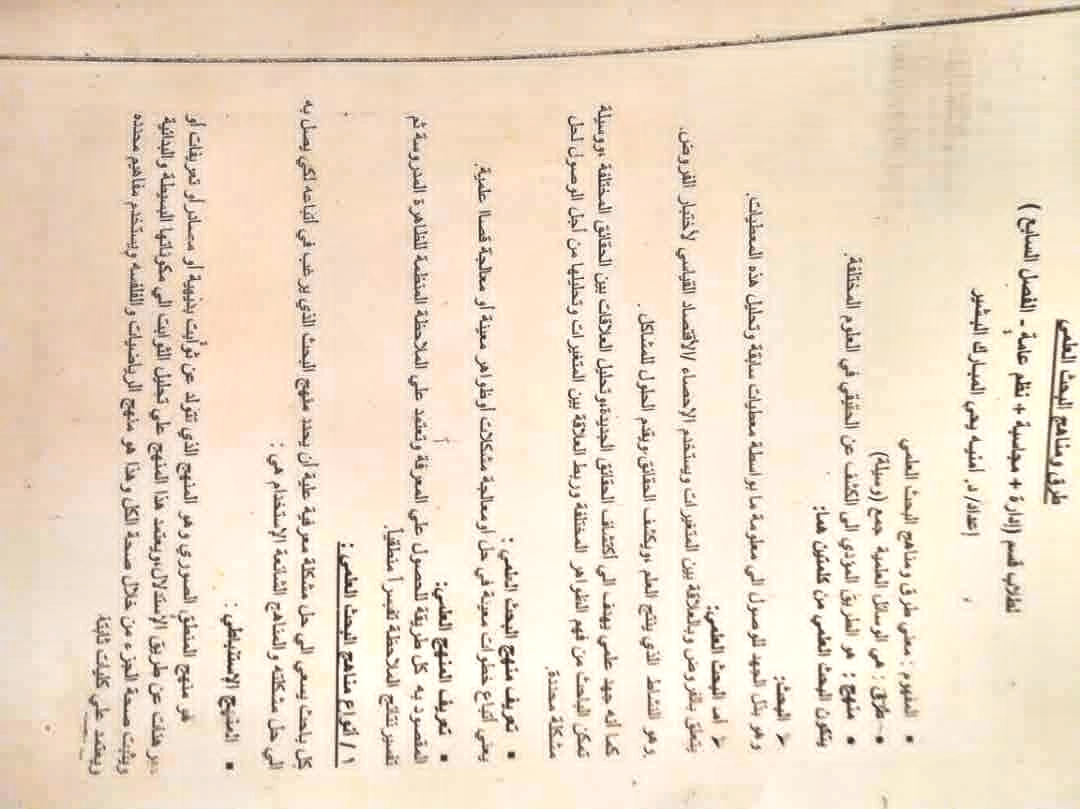 طرق ومناهج البحث العلمي
لطلاب قسم (إدارة + محاسبة + نظم عامة - الفصل السابع )
إعداد/ د. أمنيه يحي المبارك البشير
▪ المفهوم : معني طرق ومناهج البحث العلمي
▪ طرق : هي الوسائل العلمية جمع (وسيلة)
▪ منهج : هو الطريق المؤدي الى الكشف عن الحقيقي في العلوم المختلفة.
يتكون البحث العلمي من كلمتين هما:
➢ البحث:
وهو بذل الجهد للوصول الي معلومة ما بواسطة معطيات سابقة وتحليل هذه المعطيات.
➢ أما البحث العلمي:
يتعلق بالفروض وبالعلاقة بين المتغيرات ويستخدم الإحصاء /الأقتصاد القياسي لأختبار الفروض.
وهو النشاط الذي ينتج العلم ،ويكشف الحقائق،ويقدم الحلول للمشاكل .
كما أنه جهد علمي يهدف الي أكتشاف الحقائق الجديدة،وتحليل العلاقات بين الحقائق المختلفة ،ووسيلة
تمكن الباحث من فهم الظواهر المختلفة وربط العلاقة بين المتغيرات وتحليلها من أجل الوصول لحل
مشكلة محددة.
▪ تعريف منهج البحث العلمي :
يعني أتباع خطوات معينة في حل أومعالجة مشكلات أوظواهر معينة أو معالجة قصاا علمية.
▪ تعريف المنهج العلمي:
المقصود به كل طريقة للحصول علي المعرفة وتعتمد علي الملاحظة المنظمة للظاهرة المدروسة ثم
تفسيرنتائج الملاحظة تفبسراً منطقياً.
١ / أنواع مناهج البحث العلمي :
كل باحث يسعي الي حل مشكلة معرفية علية أن يحدد منهج البحث الذي يرغب في أتباعه لكي يصل به
الي حل مشكلته والمناهج الشائعة الإستخدام هي :
▪ المنهج الإستنباطي :
هو منهج المنطق الصوري وهو المنهج الذي تتولد عن ثوابت بديهية أو مصادرأو تعريفات أو
مبرهنات عن طريق الإستدلال،ويعتمد هذا المنهج علي تحليل الثوابت الي مكوناتها البسيطة والبدائية
ويثبت صحة الجزء من خلال صحة الكل وهذا هو منهج الرياضيات والفلفسه ويستخدم مفاهيم محدده
ويعتمد علي كليات ثابتة